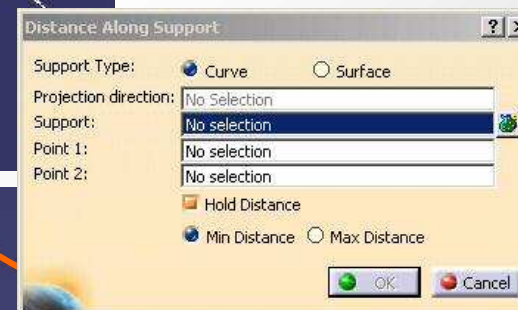 Distance Along Support ? X
Support Type: Curve Surface
Projection direction: No Selection
Support: No selection
Point 1: No selection
Point 2: No selection
Hold Distance
Min Distance Max Distance
OK Cancel